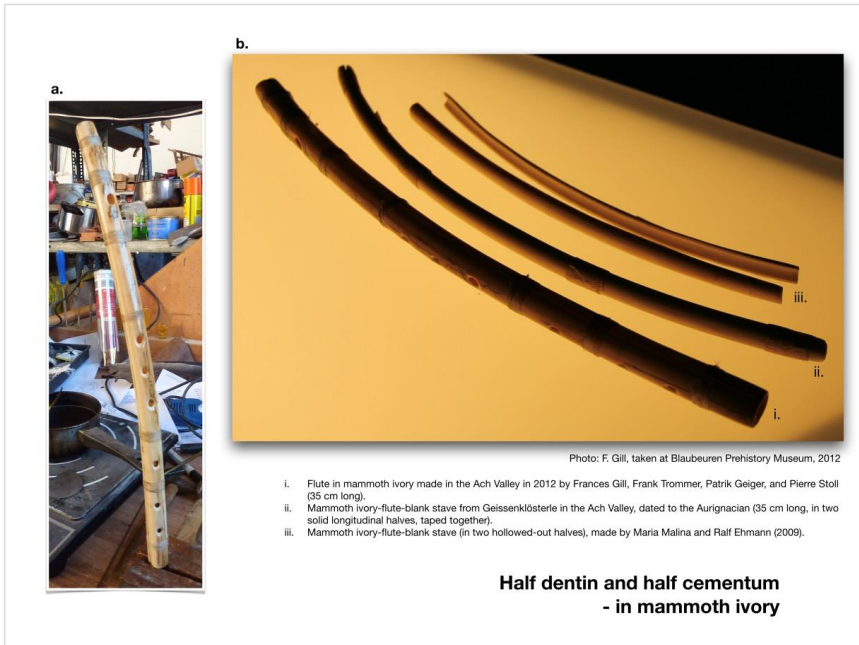 b.
a.
iii.
ii.
i.
Photo: F. Gill, taken at Blaubeuren Prehistory Museum, 2012
i. Flute in mammoth ivory made in the Ach Valley in 2012 by Frances Gill, Frank Trommer, Patrik Geiger, and Pierre Stoll
(35 cm long).
ii. Mammoth ivory-flute-blank stave from Geissenklösterle in the Ach Valley, dated to the Aurignacian (35 cm long, in two
solid longitudinal halves, taped together).
iii. Mammoth ivory-flute-blank stave (in two hollowed-out halves), made by Maria Malina and Ralf Ehmann (2009).
Half dentin and half cementum
- in mammoth ivory